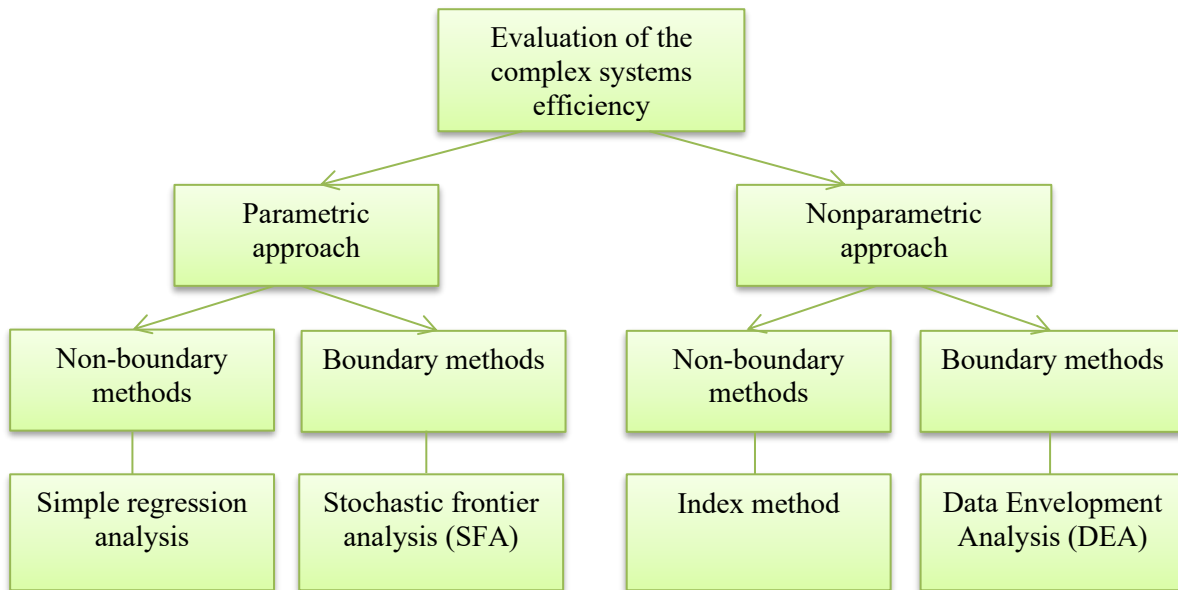 Evaluation of the
complex systems
efficiency
Parametric
approach
Nonparametric
approach
Non-boundary
methods
Boundary methods
Non-boundary
methods
Boundary methods
Simple regression
analysis
Stochastic frontier
analysis (SFA)
Index method
Data Envelopment
Analysis (DEA)